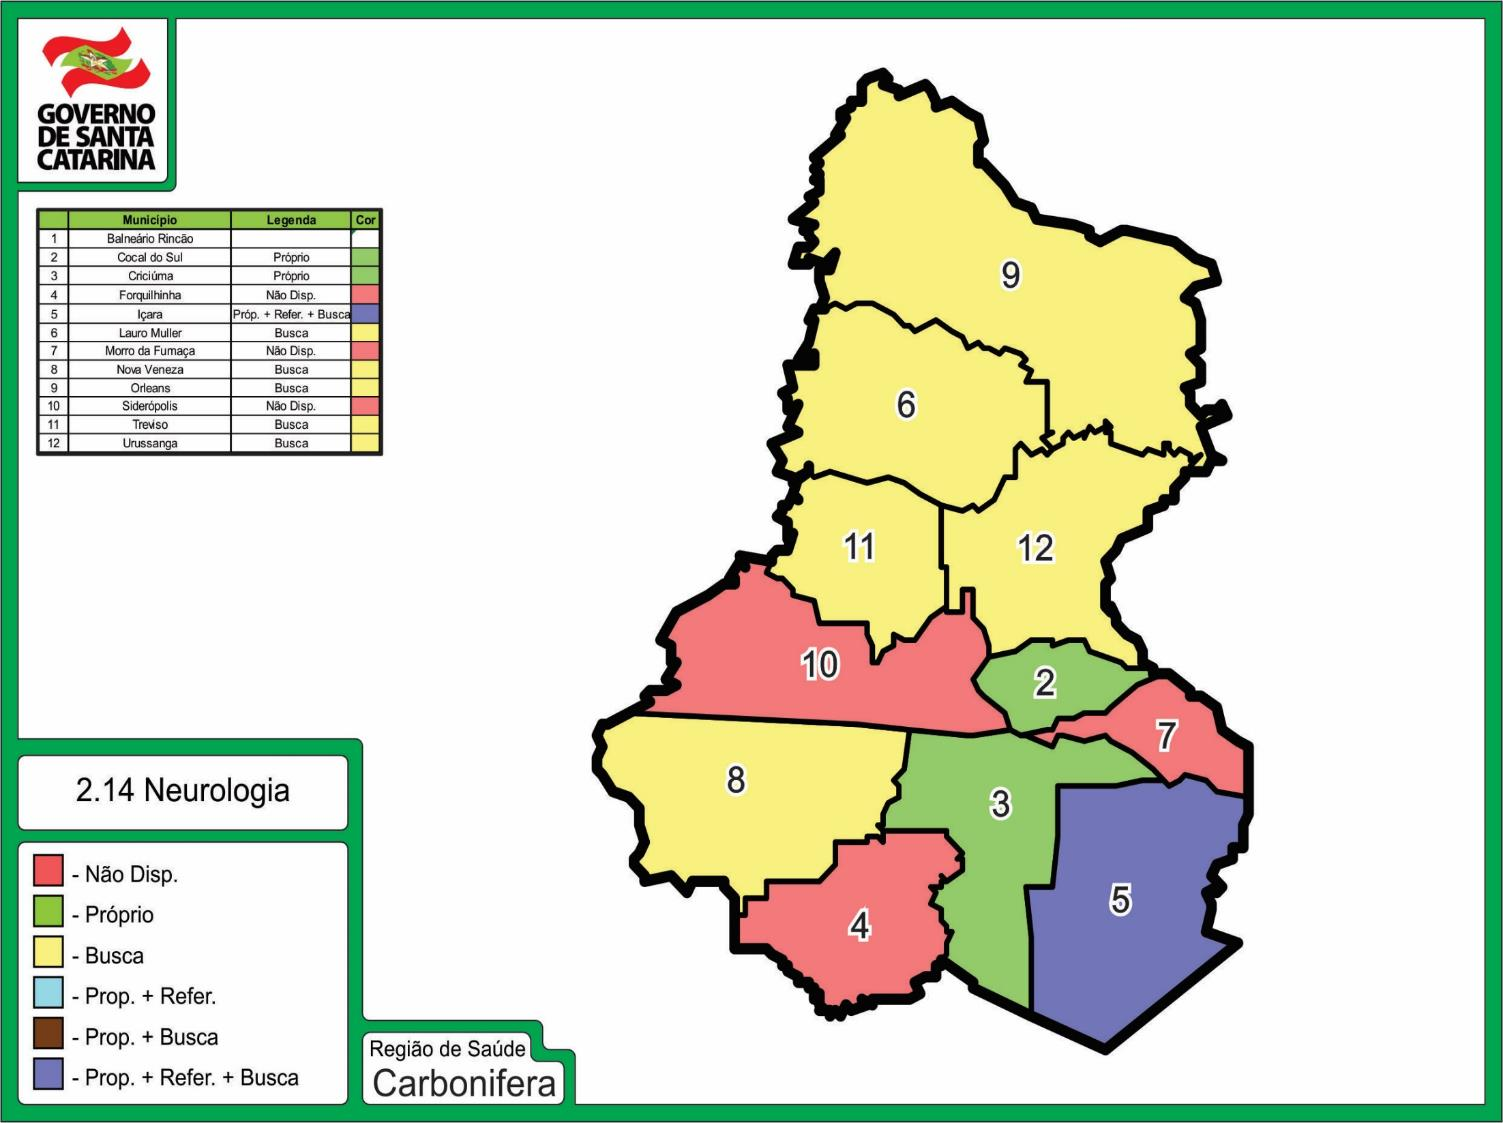 GOVERNO
DE SANTA
CATARINA
Município Legenda Cor
1 Balneário Rincão
2 Cocal do Sul Próprio
3 Criciúma Próprio
4 Forquilhinha Não Disp.
5 Içara Próp. + Refer. + Busca
6 Lauro Muller Busca
7 Morro da Fumaça Não Disp.
8 Nova Veneza Busca
9 Orleans Busca
10 Siderópolis Não Disp.
11 Treviso Busca
12 Urussanga Busca
9
6
11
12
10
2
7
8
3
5
4
2.14 Neurologia
- Não Disp.
- Próprio
- Busca
- Prop. + Refer.
- Prop. + Busca
- Prop. + Refer. + Busca
Região de Saúde
Carbonifera